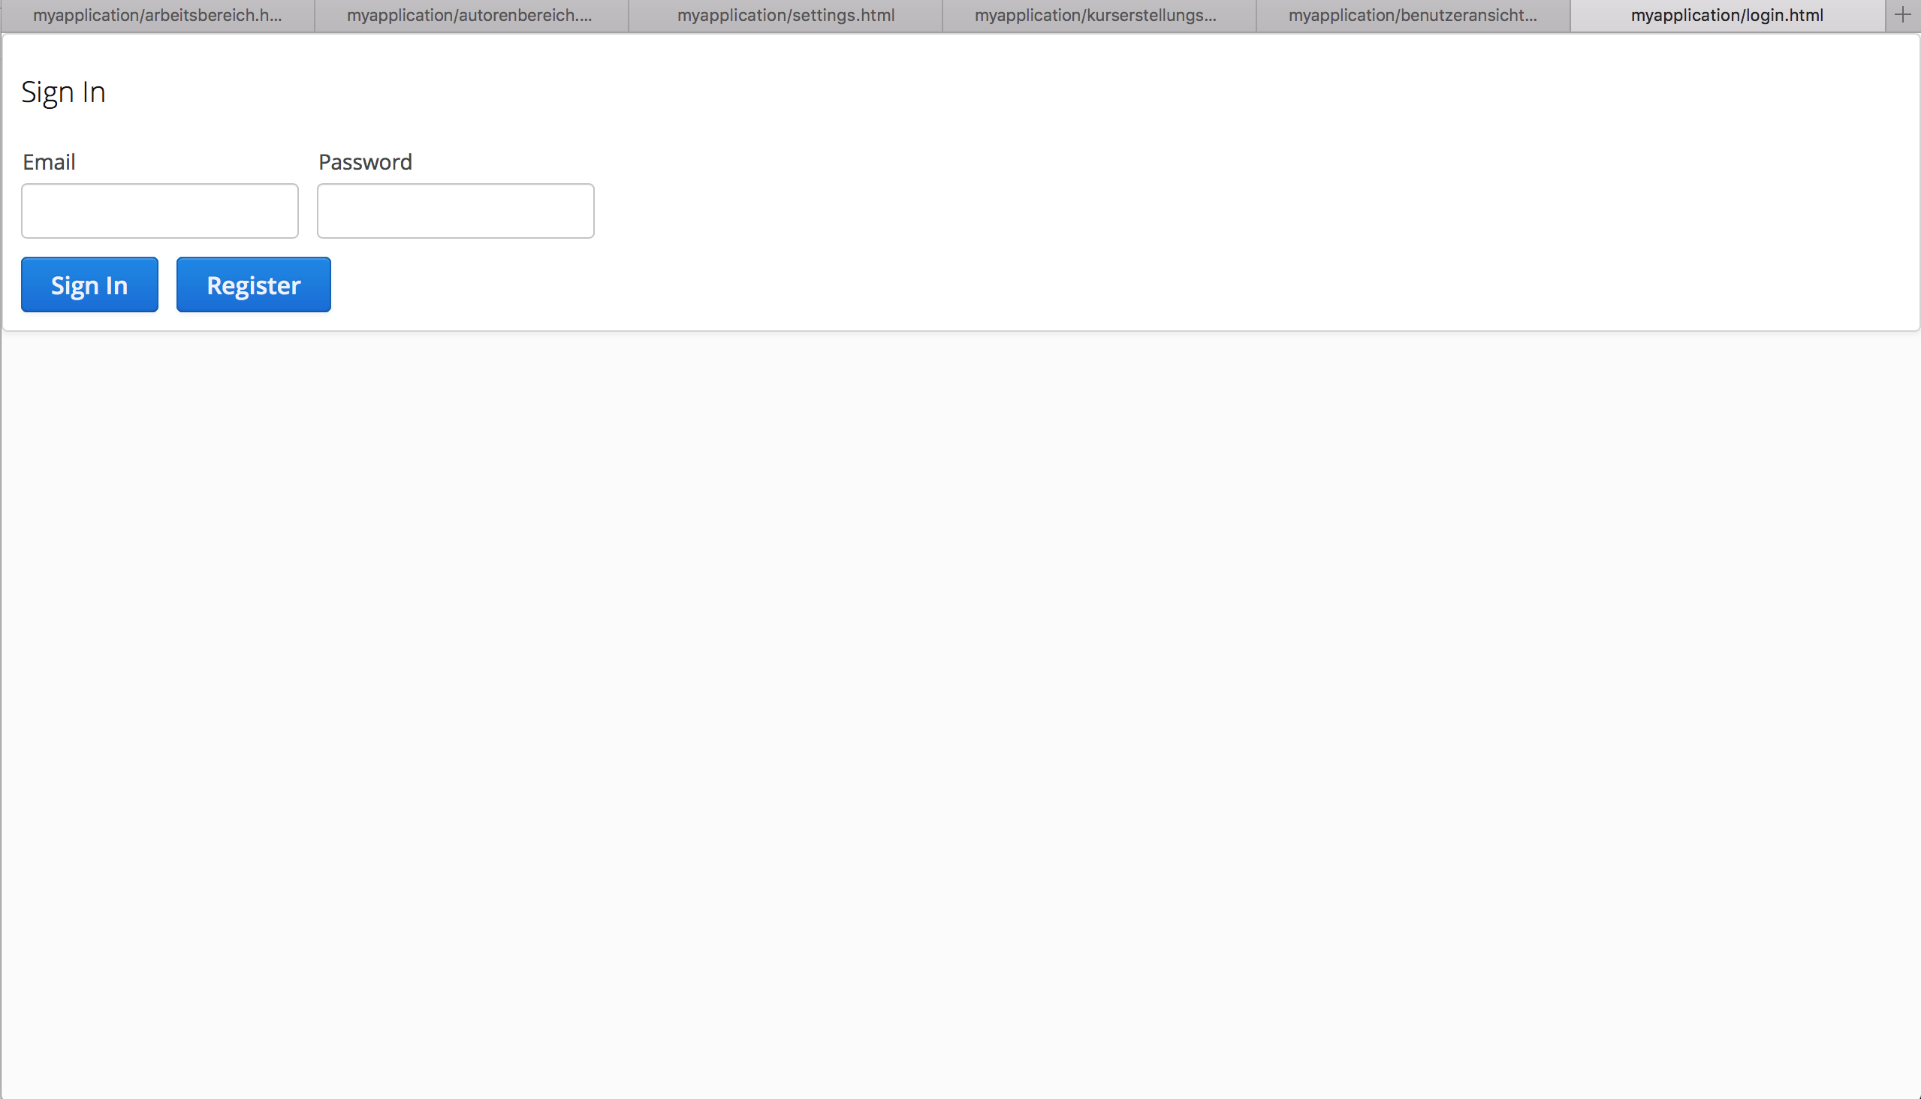 myapplication/arbeitsbereich.h... myapplication/autorenbereich.... myapplication/settings.html myapplication/kurserstellungs... myapplication/benutzeransicht... myapplication/login.html +
Sign In
Email Password
Sign In Register